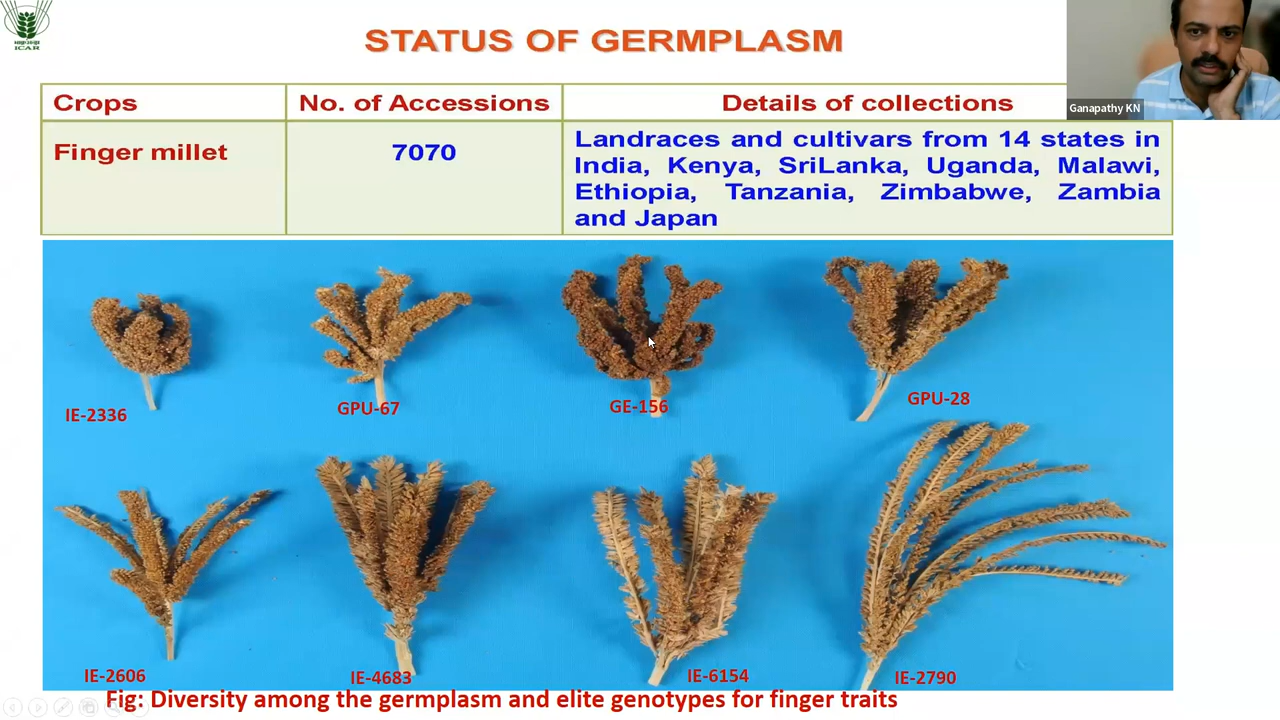 ICAR
STATUS OF GERMPLASM
Ganapathy KN
Crops
No. of Accessions
Details of collections
Finger millet
7070
Landraces and cultivars from 14 states in
India, Kenya, SriLanka, Uganda, Malawi,
Ethiopia, Tanzania, Zimbabwe, Zambia
and Japan
IE-2336
GPU-67
GE-156
GPU-28
IE-2606
IE-4683
IE-6154
IE-2790
Fig: Diversity among the germplasm and elite genotypes for finger traits